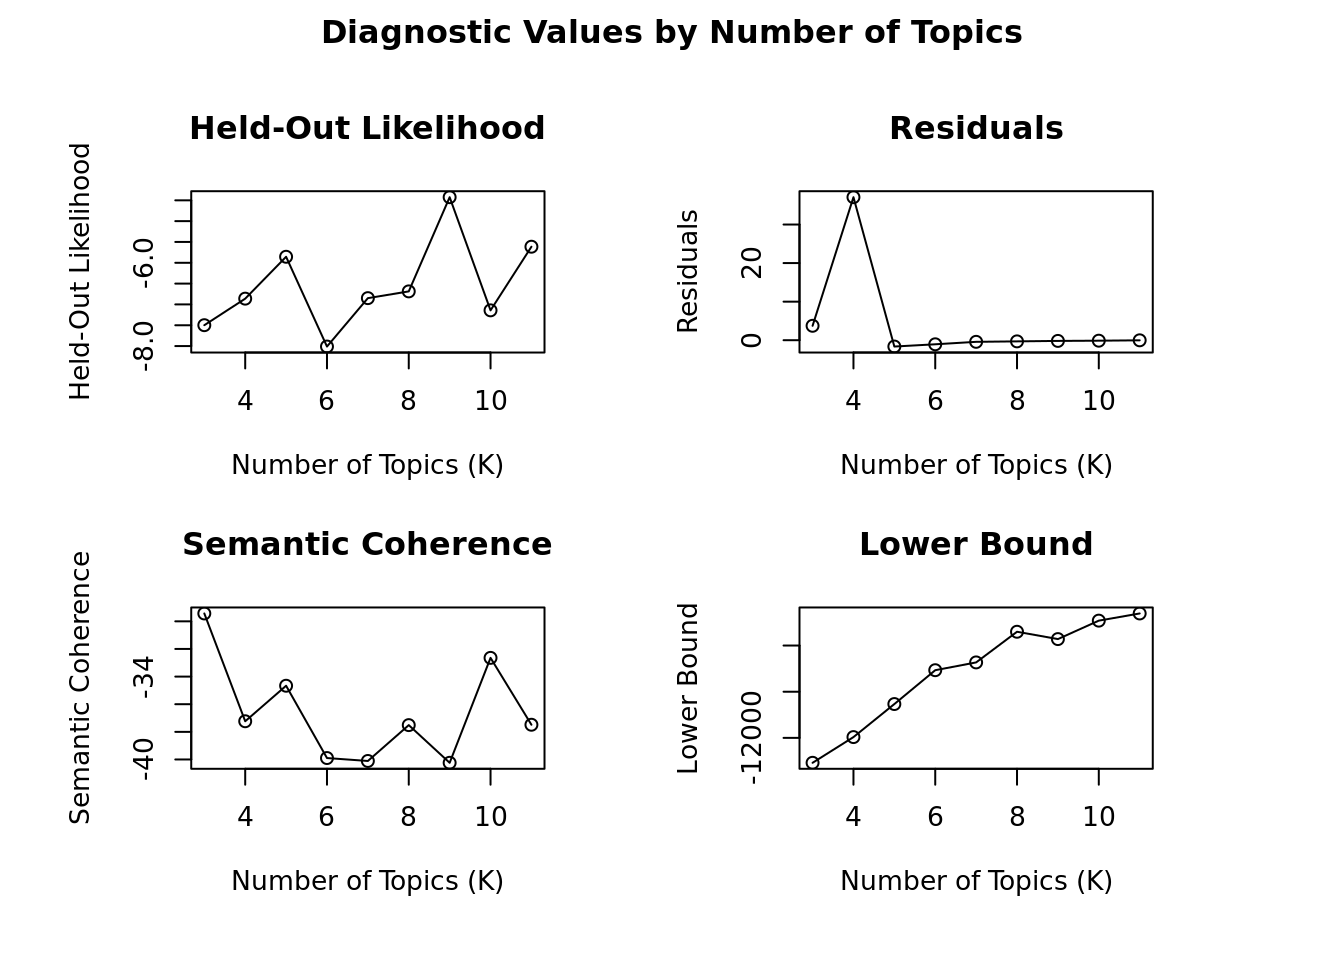 Diagnostic Values by Number of Topics
Held-Out Likelihood
Held-Out Likelihood
-6.0
-8.0
4 6 8 10
Number of Topics (K)
Residuals
Residuals
20
0
4 6 8 10
Number of Topics (K)
Semantic Coherence
Semantic Coherence
-34
-40
4 6 8 10
Number of Topics (K)
Lower Bound
Lower Bound
-12000
4 6 8 10
Number of Topics (K)